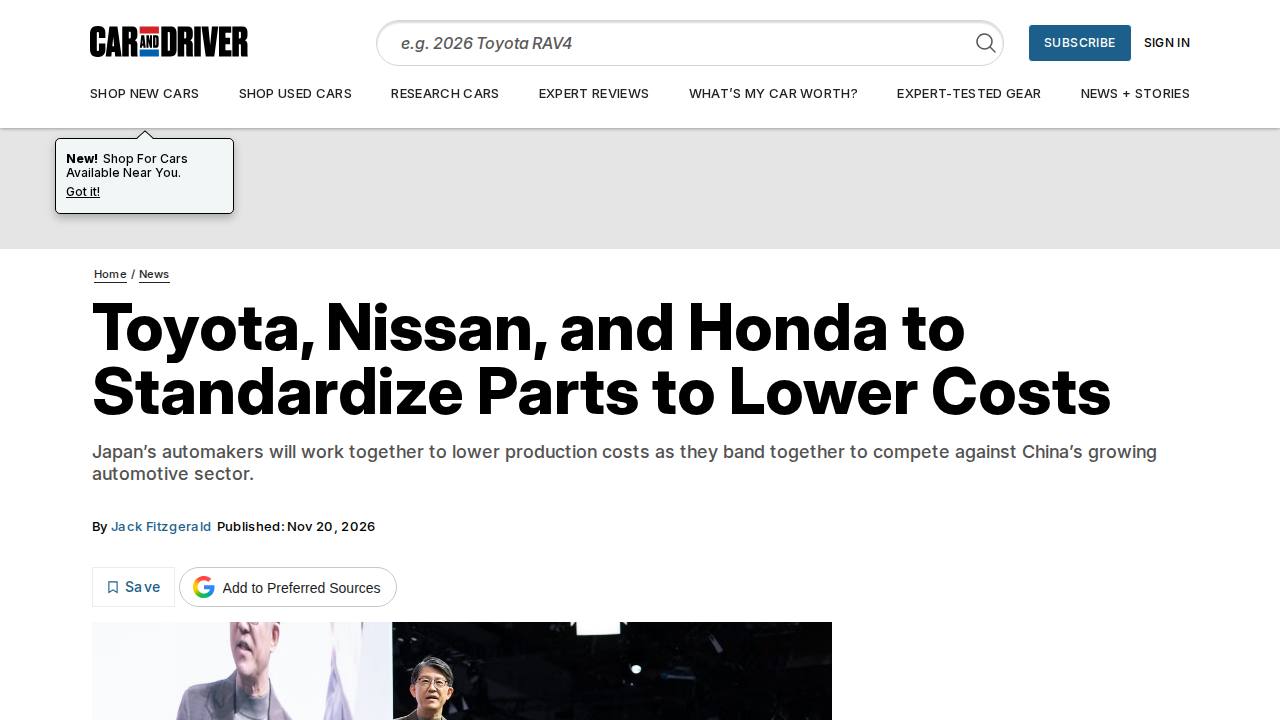 CAR AND DRIVER
e.g. 2026 Toyota RAV4
SUBSCRIBE
SIGN IN
SHOP NEW CARS
SHOP USED CARS
RESEARCH CARS
EXPERT REVIEWS
WHAT'S MY CAR WORTH?
EXPERT-TESTED GEAR
NEWS + STORIES
New! Shop For Cars
Available Near You.
Got it!
Home / News
Toyota, Nissan, and Honda to
Standardize Parts to Lower Costs
Japan’s automakers will work together to lower production costs as they band together to compete against China’s growing
automotive sector.
By Jack Fitzgerald Published: Nov 20, 2026
Save
Add to Preferred Sources